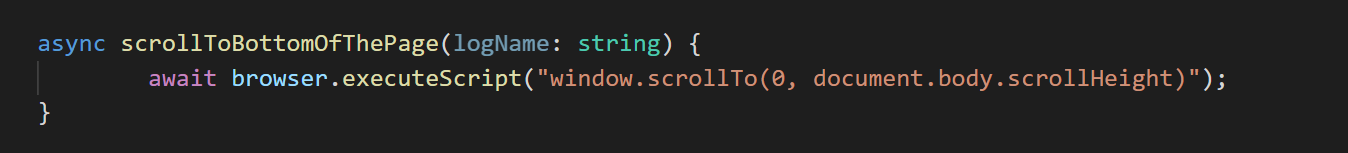 async scrollToBottomOfThePage(logName: string) {
        await browser.executeScript("window.scrollTo(0, document.body.scrollHeight)");
}